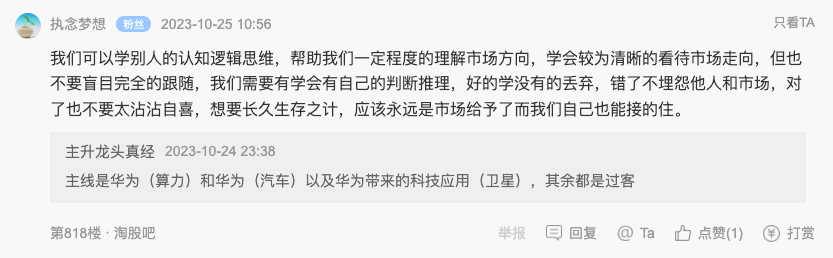 执念梦想 粉丝 2023-10-25 10:56 只看TA
我们可以学别人的认知逻辑思维，帮助我们一定程度的理解市场方向，学会较为清晰的看待市场走向，但也
不要盲目完全的跟随，我们需要有学会有自己的判断推理，好的学没有的丢弃，错了不埋怨他人和市场，对
了也不要太沾沾自喜，想要长久生存之计，应该永远是市场给予了而我们自己也能接的住。
主升龙头真经 2023-10-24 23:38
主线是华为（算力）和华为（汽车）以及华为带来的科技应用（卫星），其余都是过客
第818楼 · 淘股吧 举报 回复 @ Ta 点赞(1) ¥ 打赏